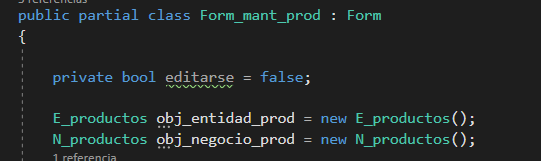 public partial class Form_mant_prod : Form
{
private bool editarse = false;
E_productos obj_entidad_prod = new E_productos();
N_productos obj_negocio_prod = new N_productos();
1 referencia